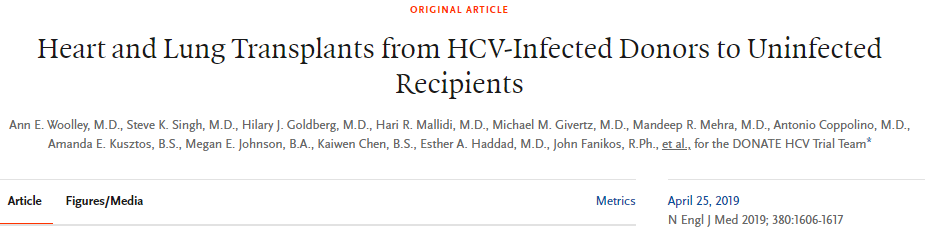 ORIGINAL ARTICLE
Heart and Lung Transplants from HCV-Infected Donors to Uninfected
Recipients
Ann E. Woolley, M.D., Steve K. Singh, M.D., Hilary J. Goldberg, M.D., Hari R. Mallidi, M.D., Michael M. Givertz, M.D., Mandeep R. Mehra, M.D., Antonio Coppolino, M.D.,
Amanda E. Kusztos, B.S., Megan E. Johnson, B.A., Kaiwen Chen, B.S., Esther A. Haddad, M.D., John Fanikos, R.Ph., et al., for the DONATE HCV Trial Team*
Article Figures/Media Metrics
April 25, 2019
N Engl J Med 2019; 380:1606-1617